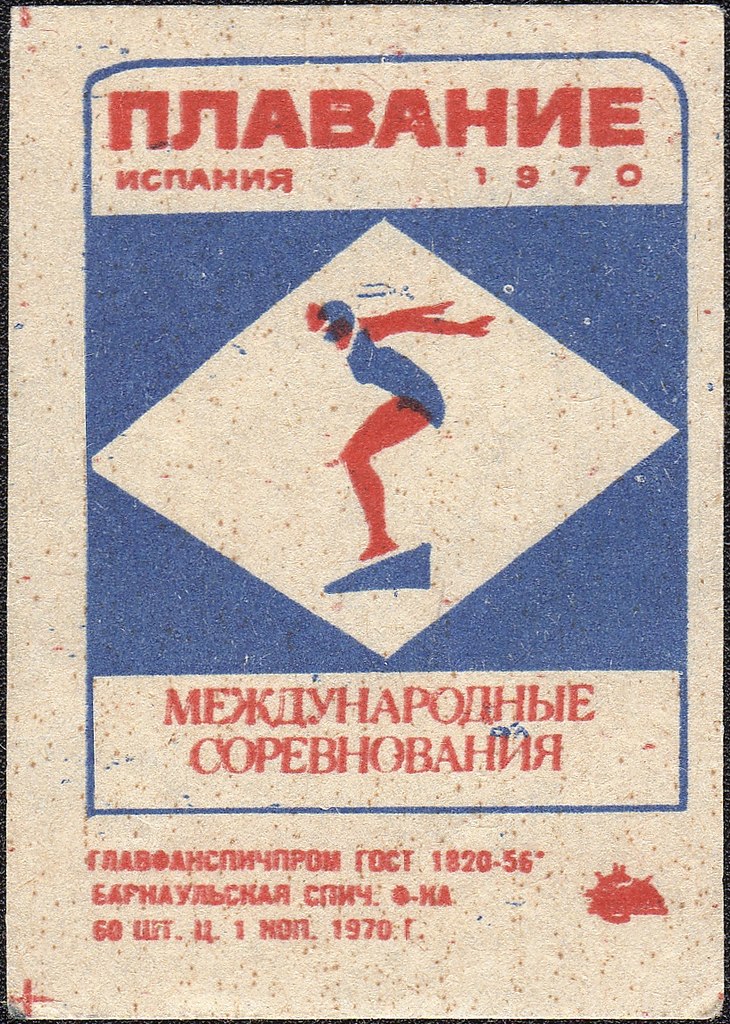 ПЛАВАНИЕ
ИСПАНИЯ 1970
МЕЖДУНАРОДНЫЕ
СОРЕВНОВАНИЯ
ГЛАВФАНСПИЧПРОМ ГОСТ 1820-56*
БАРНАУЛЬСКАЯ СПИЧ. Ф-КА
60 ШТ. Ц. 1 КОП. 1970 Г.